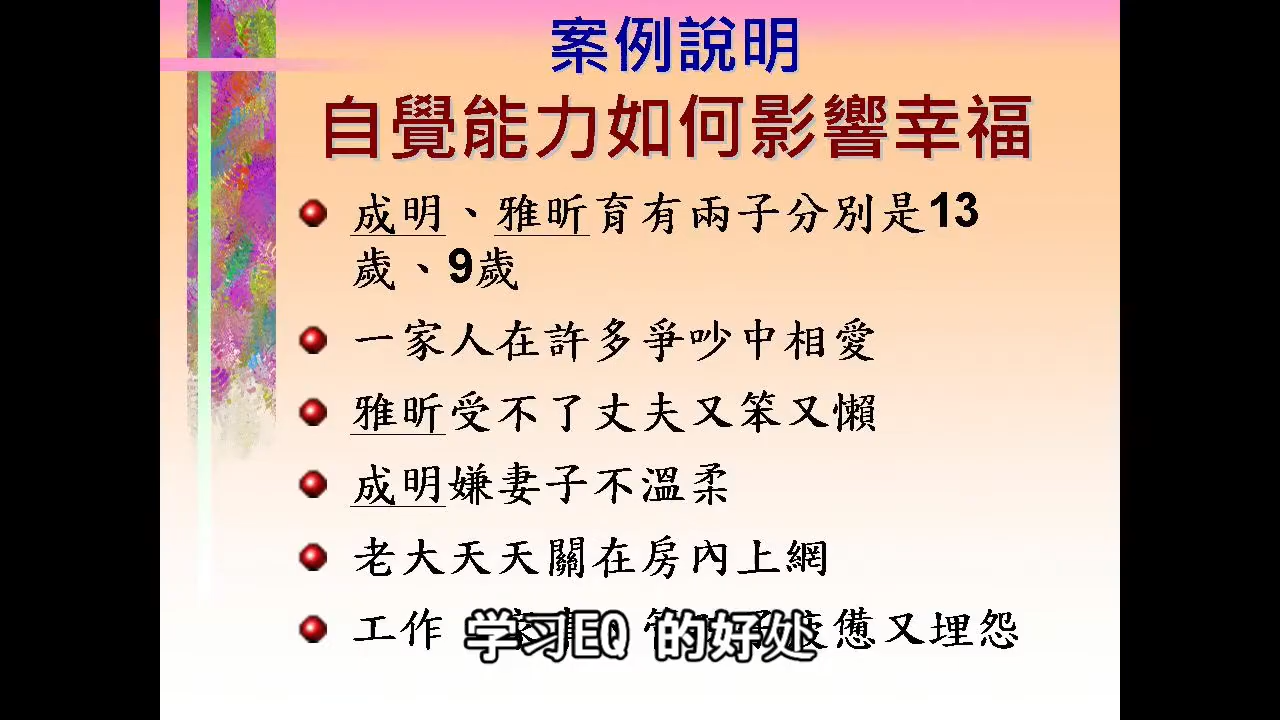 案例說明
自覺能力如何影響幸福
成明、雅昕育有兩子分別是13
歲、9歲
一家人在許多爭吵中相愛
雅昕受不了丈夫又笨又懶
成明嫌妻子不溫柔
老大天天關在房內上網
工作 疲憊又埋怨
学习EQ 的好处